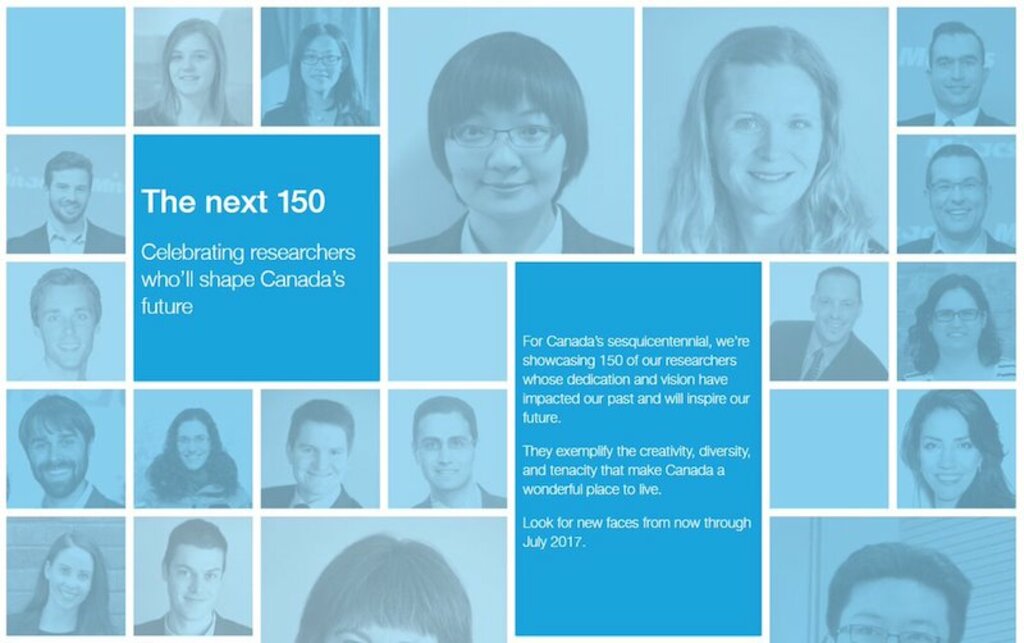 The next 150
Celebrating researchers
who'll shape Canada's
future
For Canada's sesquicentennial, we're
showcasing 150 of our researchers
whose dedication and vision have
impacted our past and will inspire our
future.
They exemplify the creativity, diversity,
and tenacity that make Canada a
wonderful place to live.
Look for new faces from now through
July 2017.